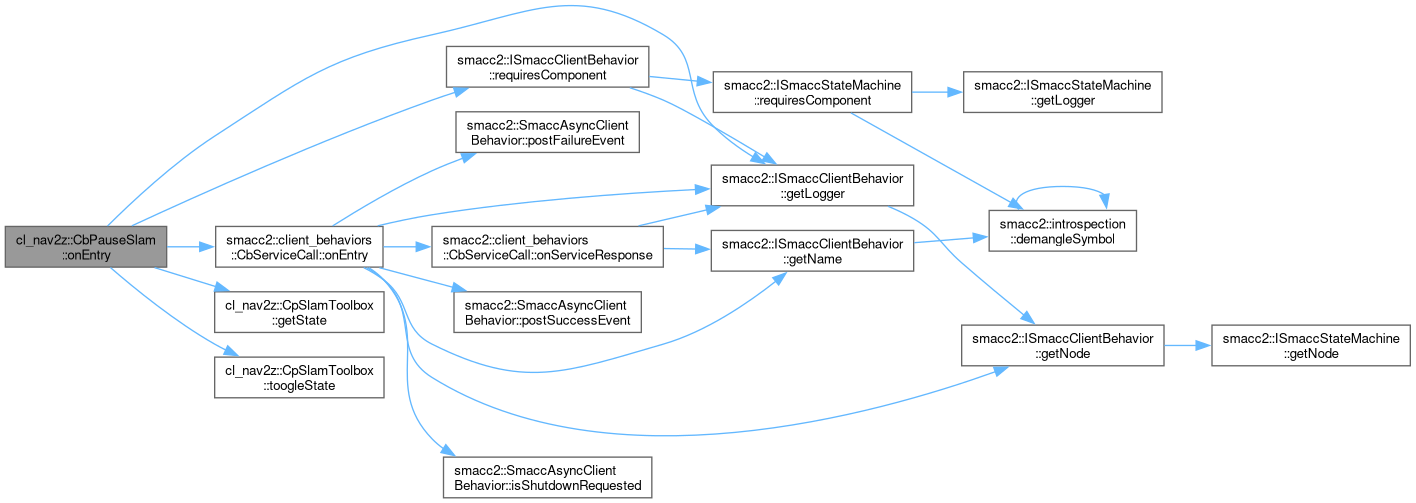 cl_nav2z::CbPauseSlam
::onEntry
smacc2::ISmaccClientBehavior
::requiresComponent
smacc2::ISmaccStateMachine
::requiresComponent
smacc2::ISmaccStateMachine
::getLogger
smacc2::SmaccAsyncClient
Behavior::postFailureEvent
smacc2::ISmaccClientBehavior
::getLogger
smacc2::introspection
::demangleSymbol
smacc2::client_behaviors
::CbServiceCall::onEntry
smacc2::client_behaviors
::CbServiceCall::onServiceResponse
smacc2::ISmaccClientBehavior
::getName
cl_nav2z::CpSlamToolbox
::getState
smacc2::SmaccAsyncClient
Behavior::postSuccessEvent
smacc2::ISmaccClientBehavior
::getNode
smacc2::ISmaccStateMachine
::getNode
cl_nav2z::CpSlamToolbox
::toogleState
smacc2::SmaccAsyncClient
Behavior::isShutdownRequested